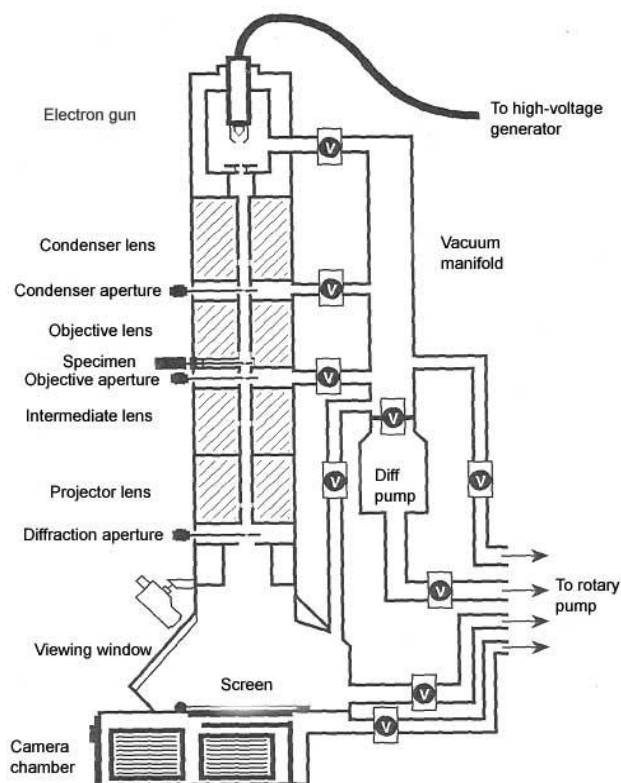 Electron gun
To high-voltage
generator
V
Condenser lens
Vacuum
manifold
Condenser aperture
V
Objective lens
Specimen
Objective aperture
V
Intermediate lens
V
Diff
pump
V
V
Projector lens
Diffraction aperture
V
To rotary
pump
Viewing window
Screen
V
V
Camera
chamber